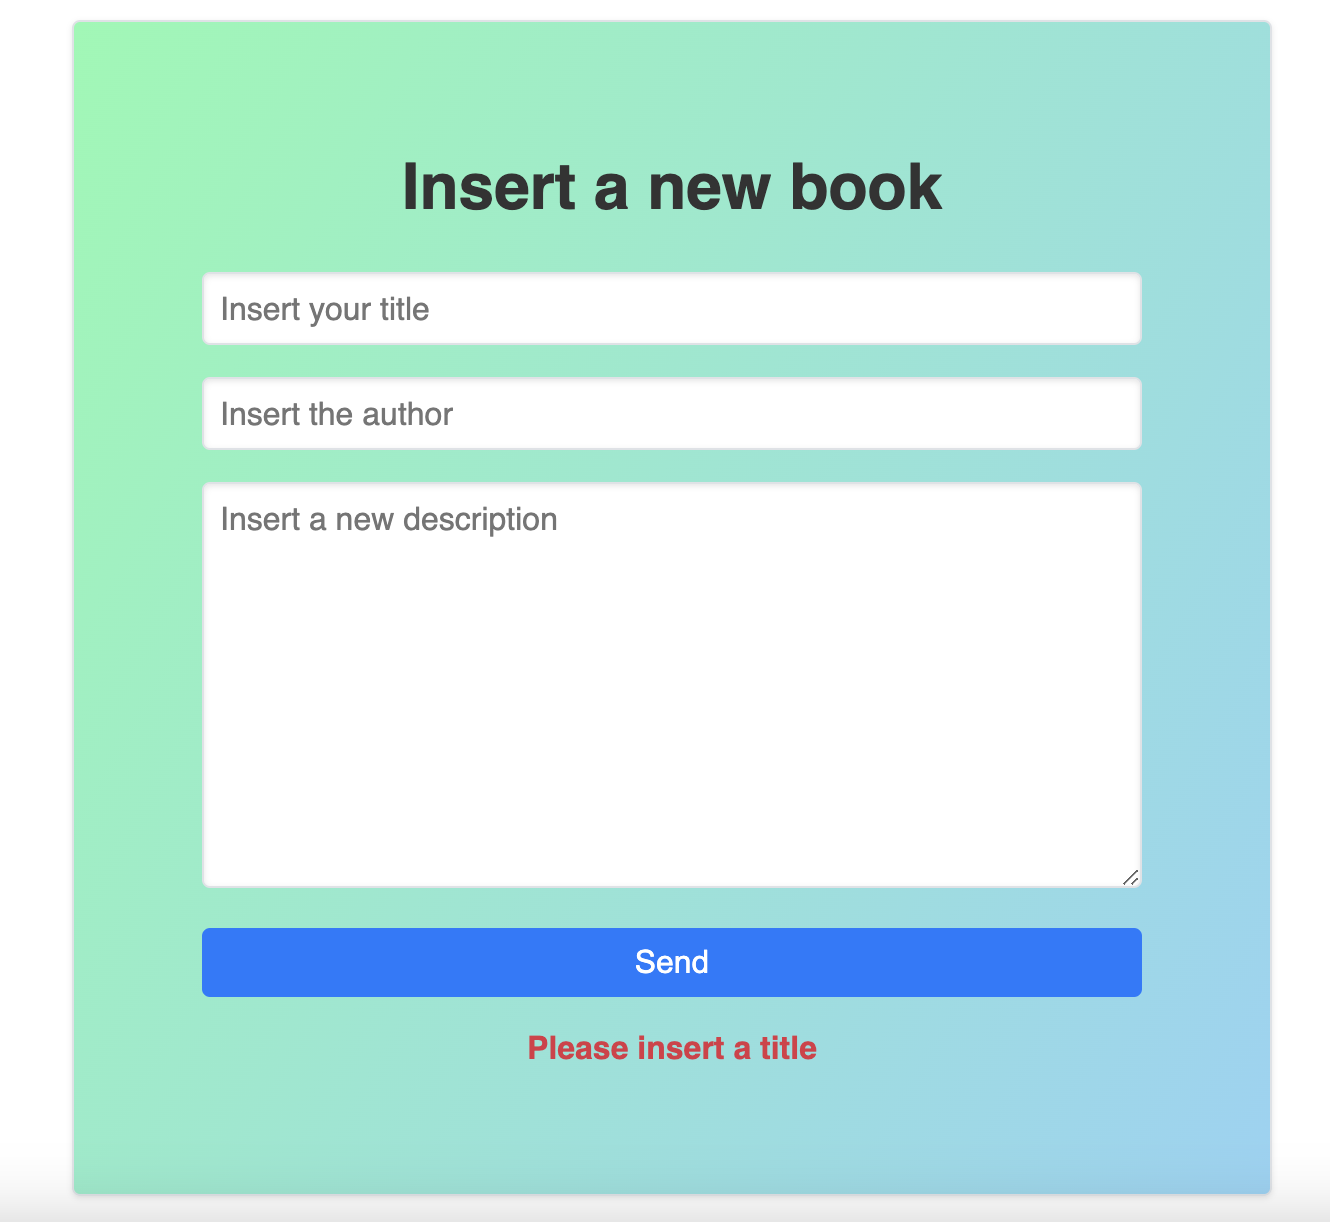 Insert a new book
Insert your title
Insert the author
Insert a new description
Send
Please insert a title